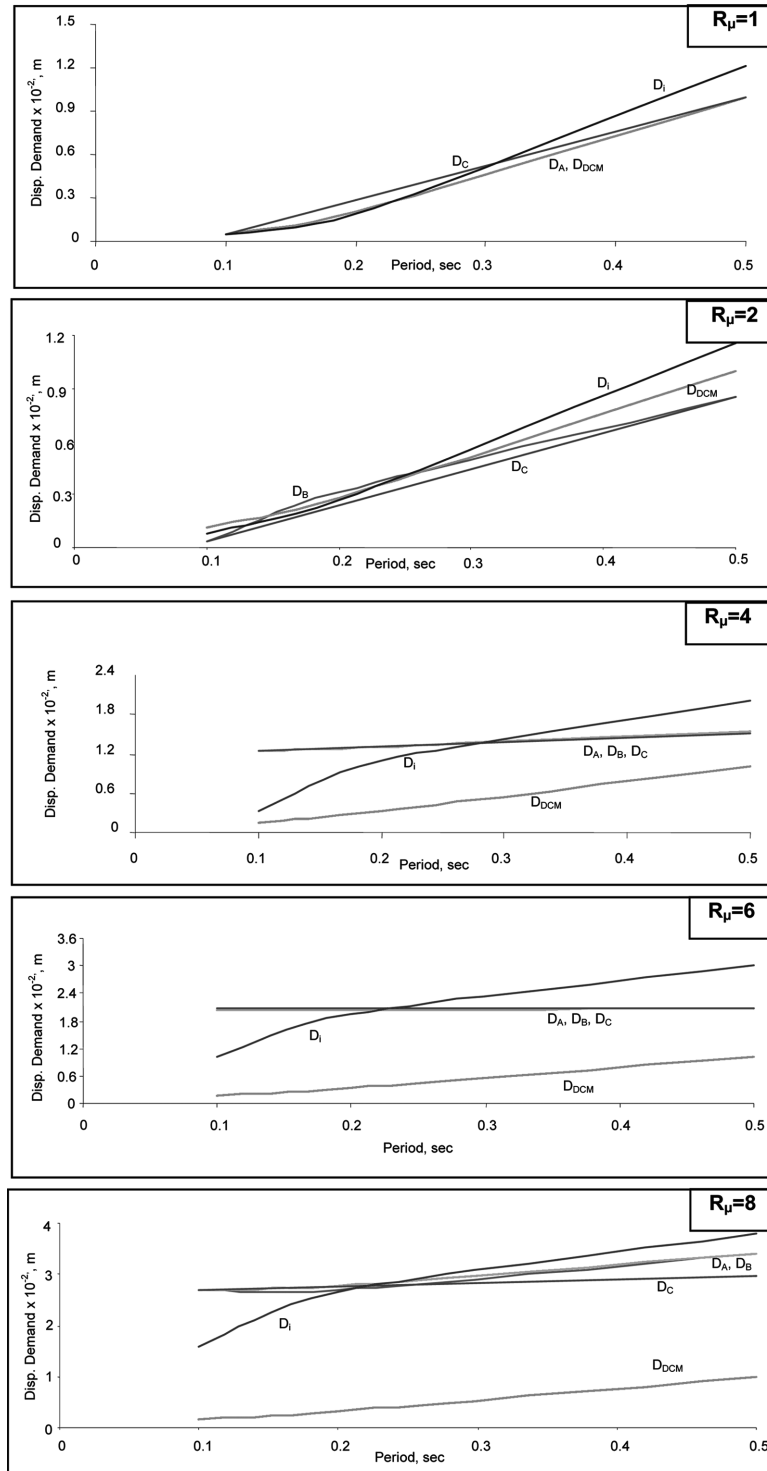 Rμ=1
Disp. Demand x 10⁻²·, m
1.5
1.2
0.9
0.6
0.3
0
Di
DC
DA, DDCM
0 0.1 0.2 0.3 0.4 0.5
Period, sec
Rμ=2
Disp. Demand x 10⁻²·, m
1.2
0.9
0.6
0.3
0
Di
DDCM
DB
DC
0 0.1 0.2 0.3 0.4 0.5
Period, sec
Rμ=4
Disp. Demand x 10⁻²·, m
2.4
1.8
1.2
0.6
0
Di
DA, DB, DC
DDCM
0 0.1 0.2 0.3 0.4 0.5
Period, sec
Rμ=6
Disp. Demand x 10⁻²·, m
3.6
3
2.4
1.8
1.2
0.6
0
Di
DA, DB, DC
DDCM
0 0.1 0.2 0.3 0.4 0.5
Period, sec
Rμ=8
Disp. Demand x 10⁻²·, m
4
3
2
1
0
DA, DB
DC
Di
DDCM
0 0.1 0.2 0.3 0.4 0.5
Period, sec